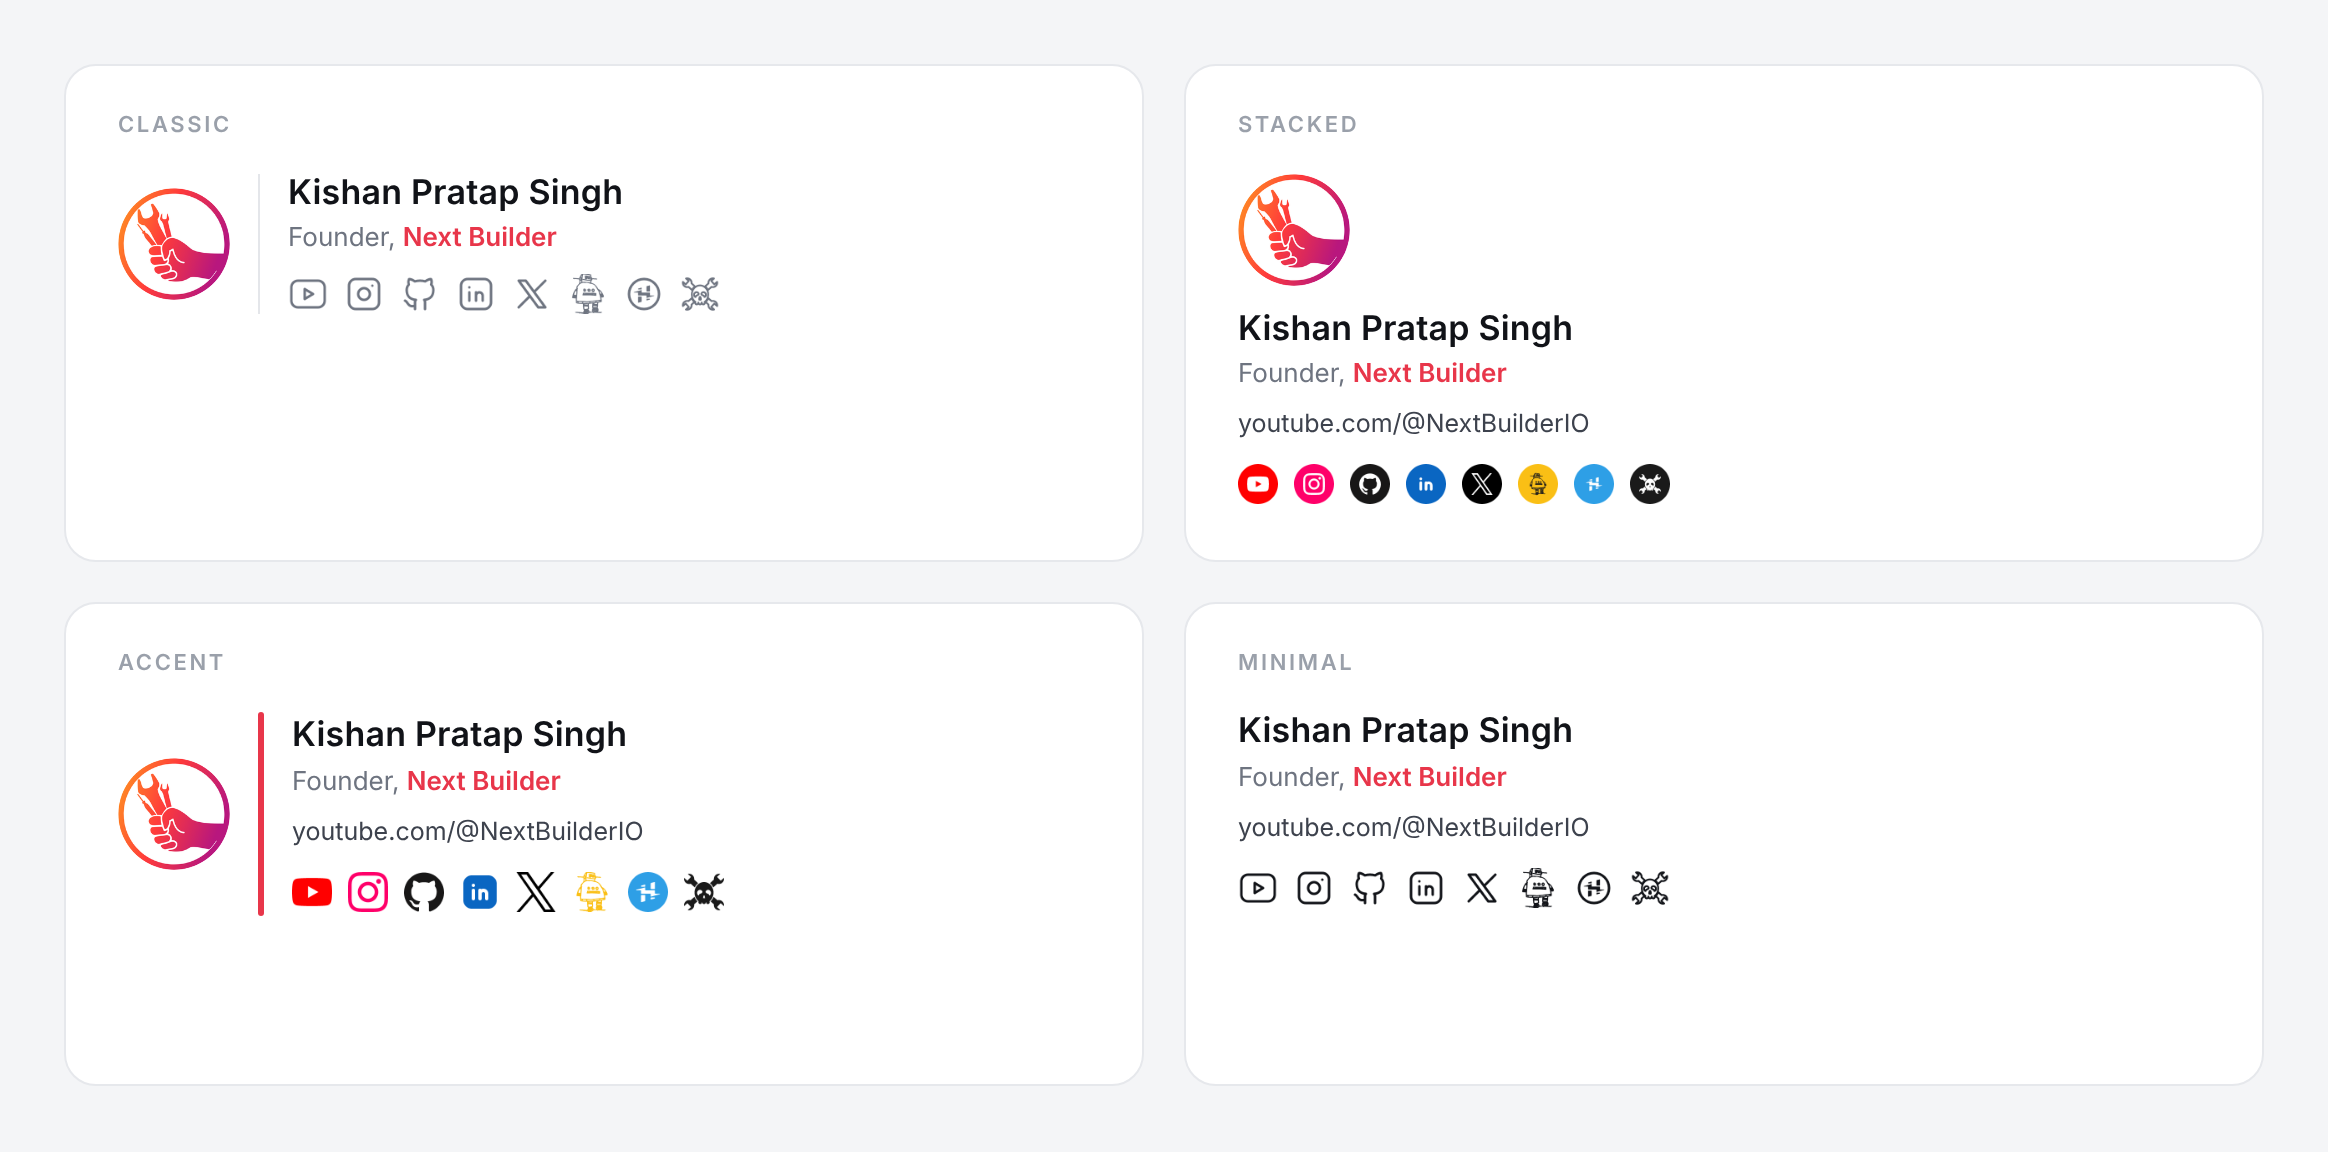 CLASSIC
Kishan Pratap Singh
Founder, Next Builder
STACKED
Kishan Pratap Singh
Founder, Next Builder
youtube.com/@NextBuilderIO
ACCENT
Kishan Pratap Singh
Founder, Next Builder
youtube.com/@NextBuilderIO
MINIMAL
Kishan Pratap Singh
Founder, Next Builder
youtube.com/@NextBuilderIO